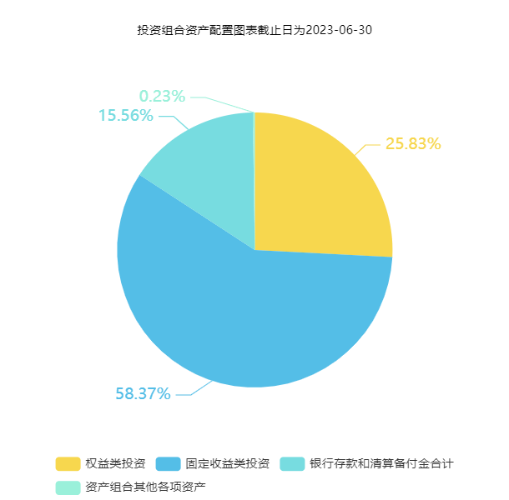 投资组合资产配置图表截止日为2023-06-30
0.23%
15.56%
25.83%
58.37%
权益类投资 固定收益类投资 银行存款和清算备付金合计
资产组合其他各项资产